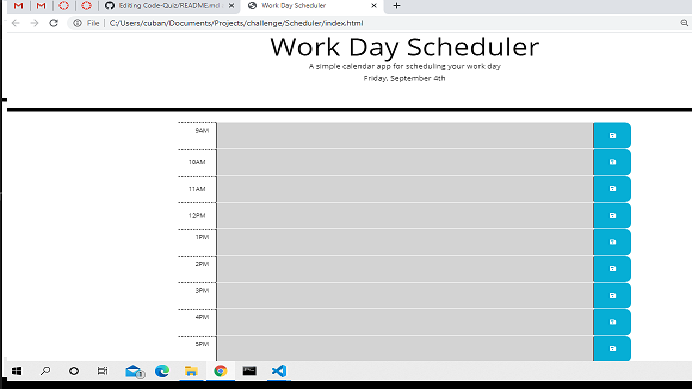 Editing Code-Quiz/README.md
Work Day Scheduler
File
C:/Users/cuban/Documents/Projects/challenge/Scheduler/index.html
Work Day Scheduler
A simple calendar app for scheduling your work day
Friday, September 4th
9AM
10AM
11AM
12PM
1PM
2PM
3PM
4PM
5PM